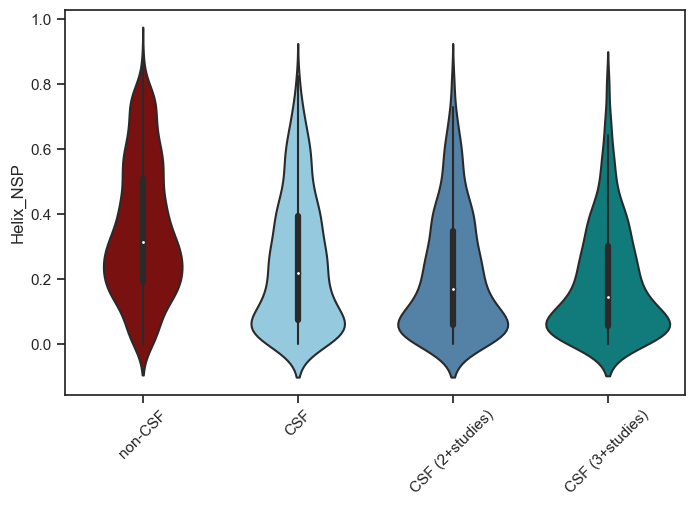 1.0
0.8
0.6
0.4
0.2
0.0
Helix_NSP
non-CSF
CSF
CSF (2+studies)
CSF (3+studies)